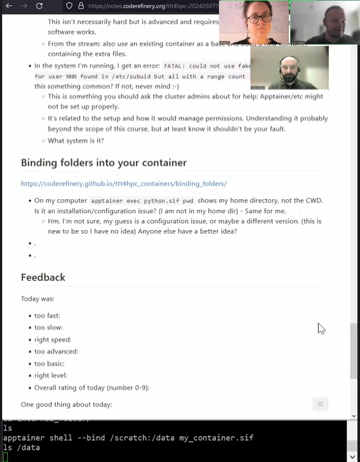 https://notes.coderefinery.org/ttt4hpc-20240507
This isn't necessarily hard but is advanced and requires
software works.
From the stream: also use an existing container as a base and
containing the extra files.
In the system I'm running, I get an error: FATAL: could not use fake
for user NNN found in /etc/subuid but all with a range count
this something common? If not, never mind :-)
This is something you should ask the cluster admins about for help: Apptainer/etc might
not be set up properly.
It's related to the setup and how it would manage permissions. Understanding it probably
beyond the scope of this course, but at least know it shouldn't be your fault.
What system is it?
Binding folders into your container
https://coderefinery.github.io/ttt4hpc_containers/binding_folders/
On my computer apptainer exec python.sif pwd shows my home directory, not the CWD.
Is it an installation/configuration issue? (I am not in my home dir) - Same for me.
Hm. I'm not sure, my guess is a configuration issue, or maybe a different version. (this is
new to be so I have no idea) Anyone else have a better idea?
.
.
Feedback
Today was:
too fast:
too slow:
right speed:
too advanced:
too basic:
right level:
Overall rating of today (number 0-9):
One good thing about today:
ls
apptainer shell --bind /scratch:/data my_container.sif
ls /data